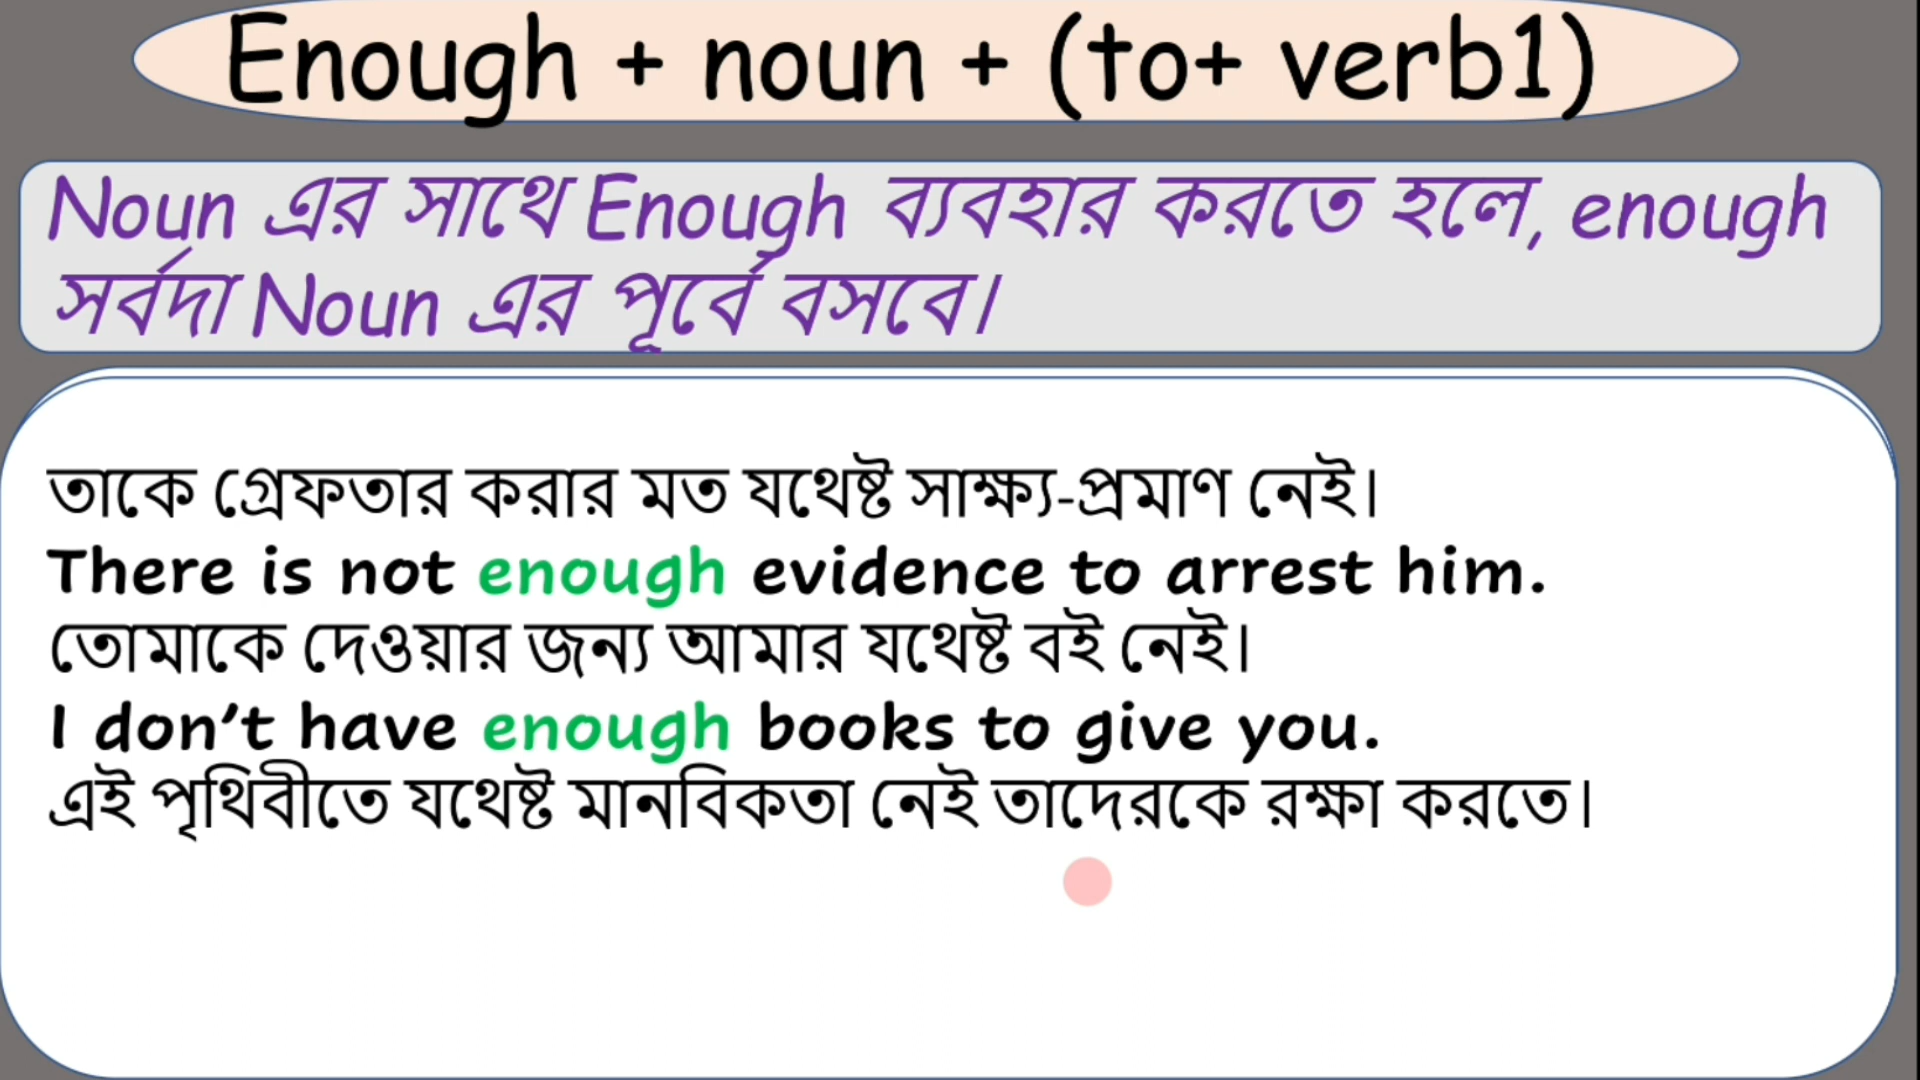 Enough + noun + (to+ verb1)
Noun এর সাথে Enough ব্যবহার করতে হলে, enough
সর্বদা Noun এর পূর্বে বসবে।
তাকে গ্রেফতার করার মত যথেষ্ট সাক্ষ্য-প্রমাণ নেই।
There is not enough evidence to arrest him.
তোমাকে দেওয়ার জন্য আমার যথেষ্ট বই নেই।
I don’t have enough books to give you.
এই পৃথিবীতে যথেষ্ট মানবিকতা নেই তাদেরকে রক্ষা করতে।